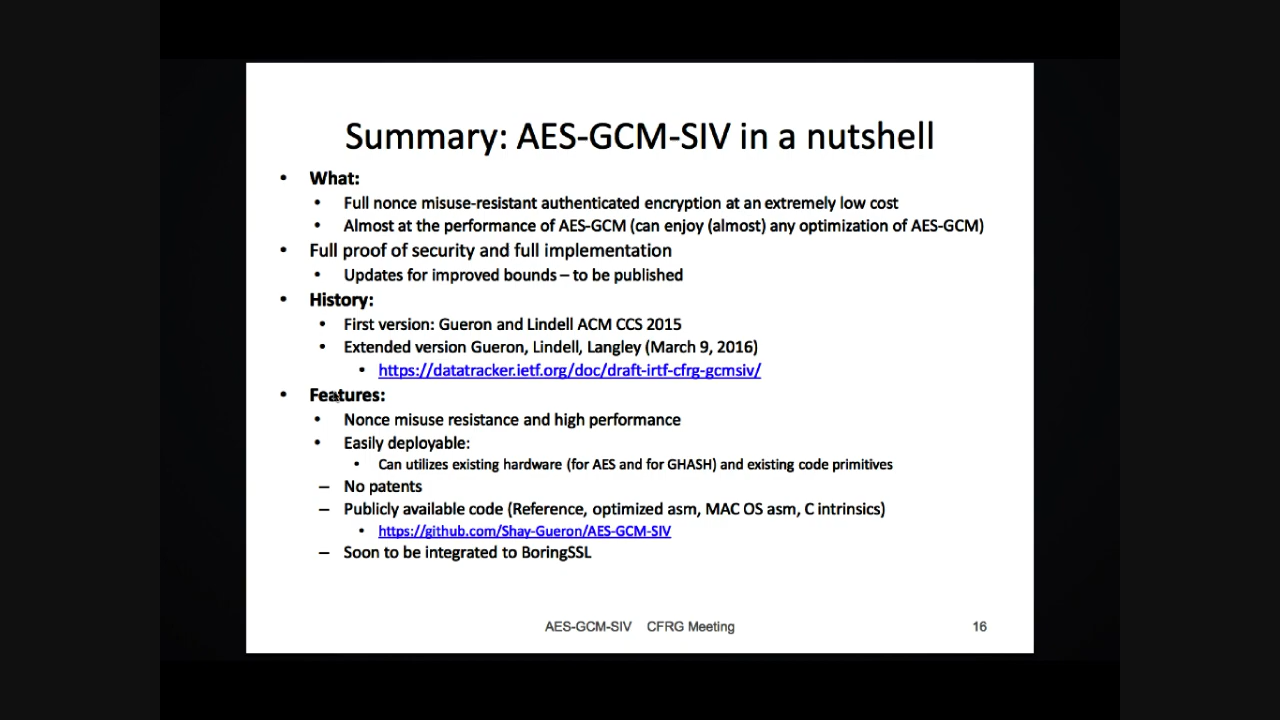 Summary: AES-GCM-SIV in a nutshell
• What:
• Full nonce misuse-resistant authenticated encryption at an extremely low cost
• Almost at the performance of AES-GCM (can enjoy (almost) any optimization of AES-GCM)
• Full proof of security and full implementation
• Updates for improved bounds – to be published
• History:
• First version: Gueron and Lindell ACM CCS 2015
• Extended version Gueron, Lindell, Langley (March 9, 2016)
• https://datatracker.ietf.org/doc/draft-irtf-cfrg-gcmsiv/
• Features:
• Nonce misuse resistance and high performance
• Easily deployable:
• Can utilizes existing hardware (for AES and for GHASH) and existing code primitives
– No patents
– Publicly available code (Reference, optimized asm, MAC OS asm, C intrinsics)
• https://github.com/Shay-Gueron/AES-GCM-SIV
– Soon to be integrated to BoringSSL
AES-GCM-SIV CFRG Meeting 16